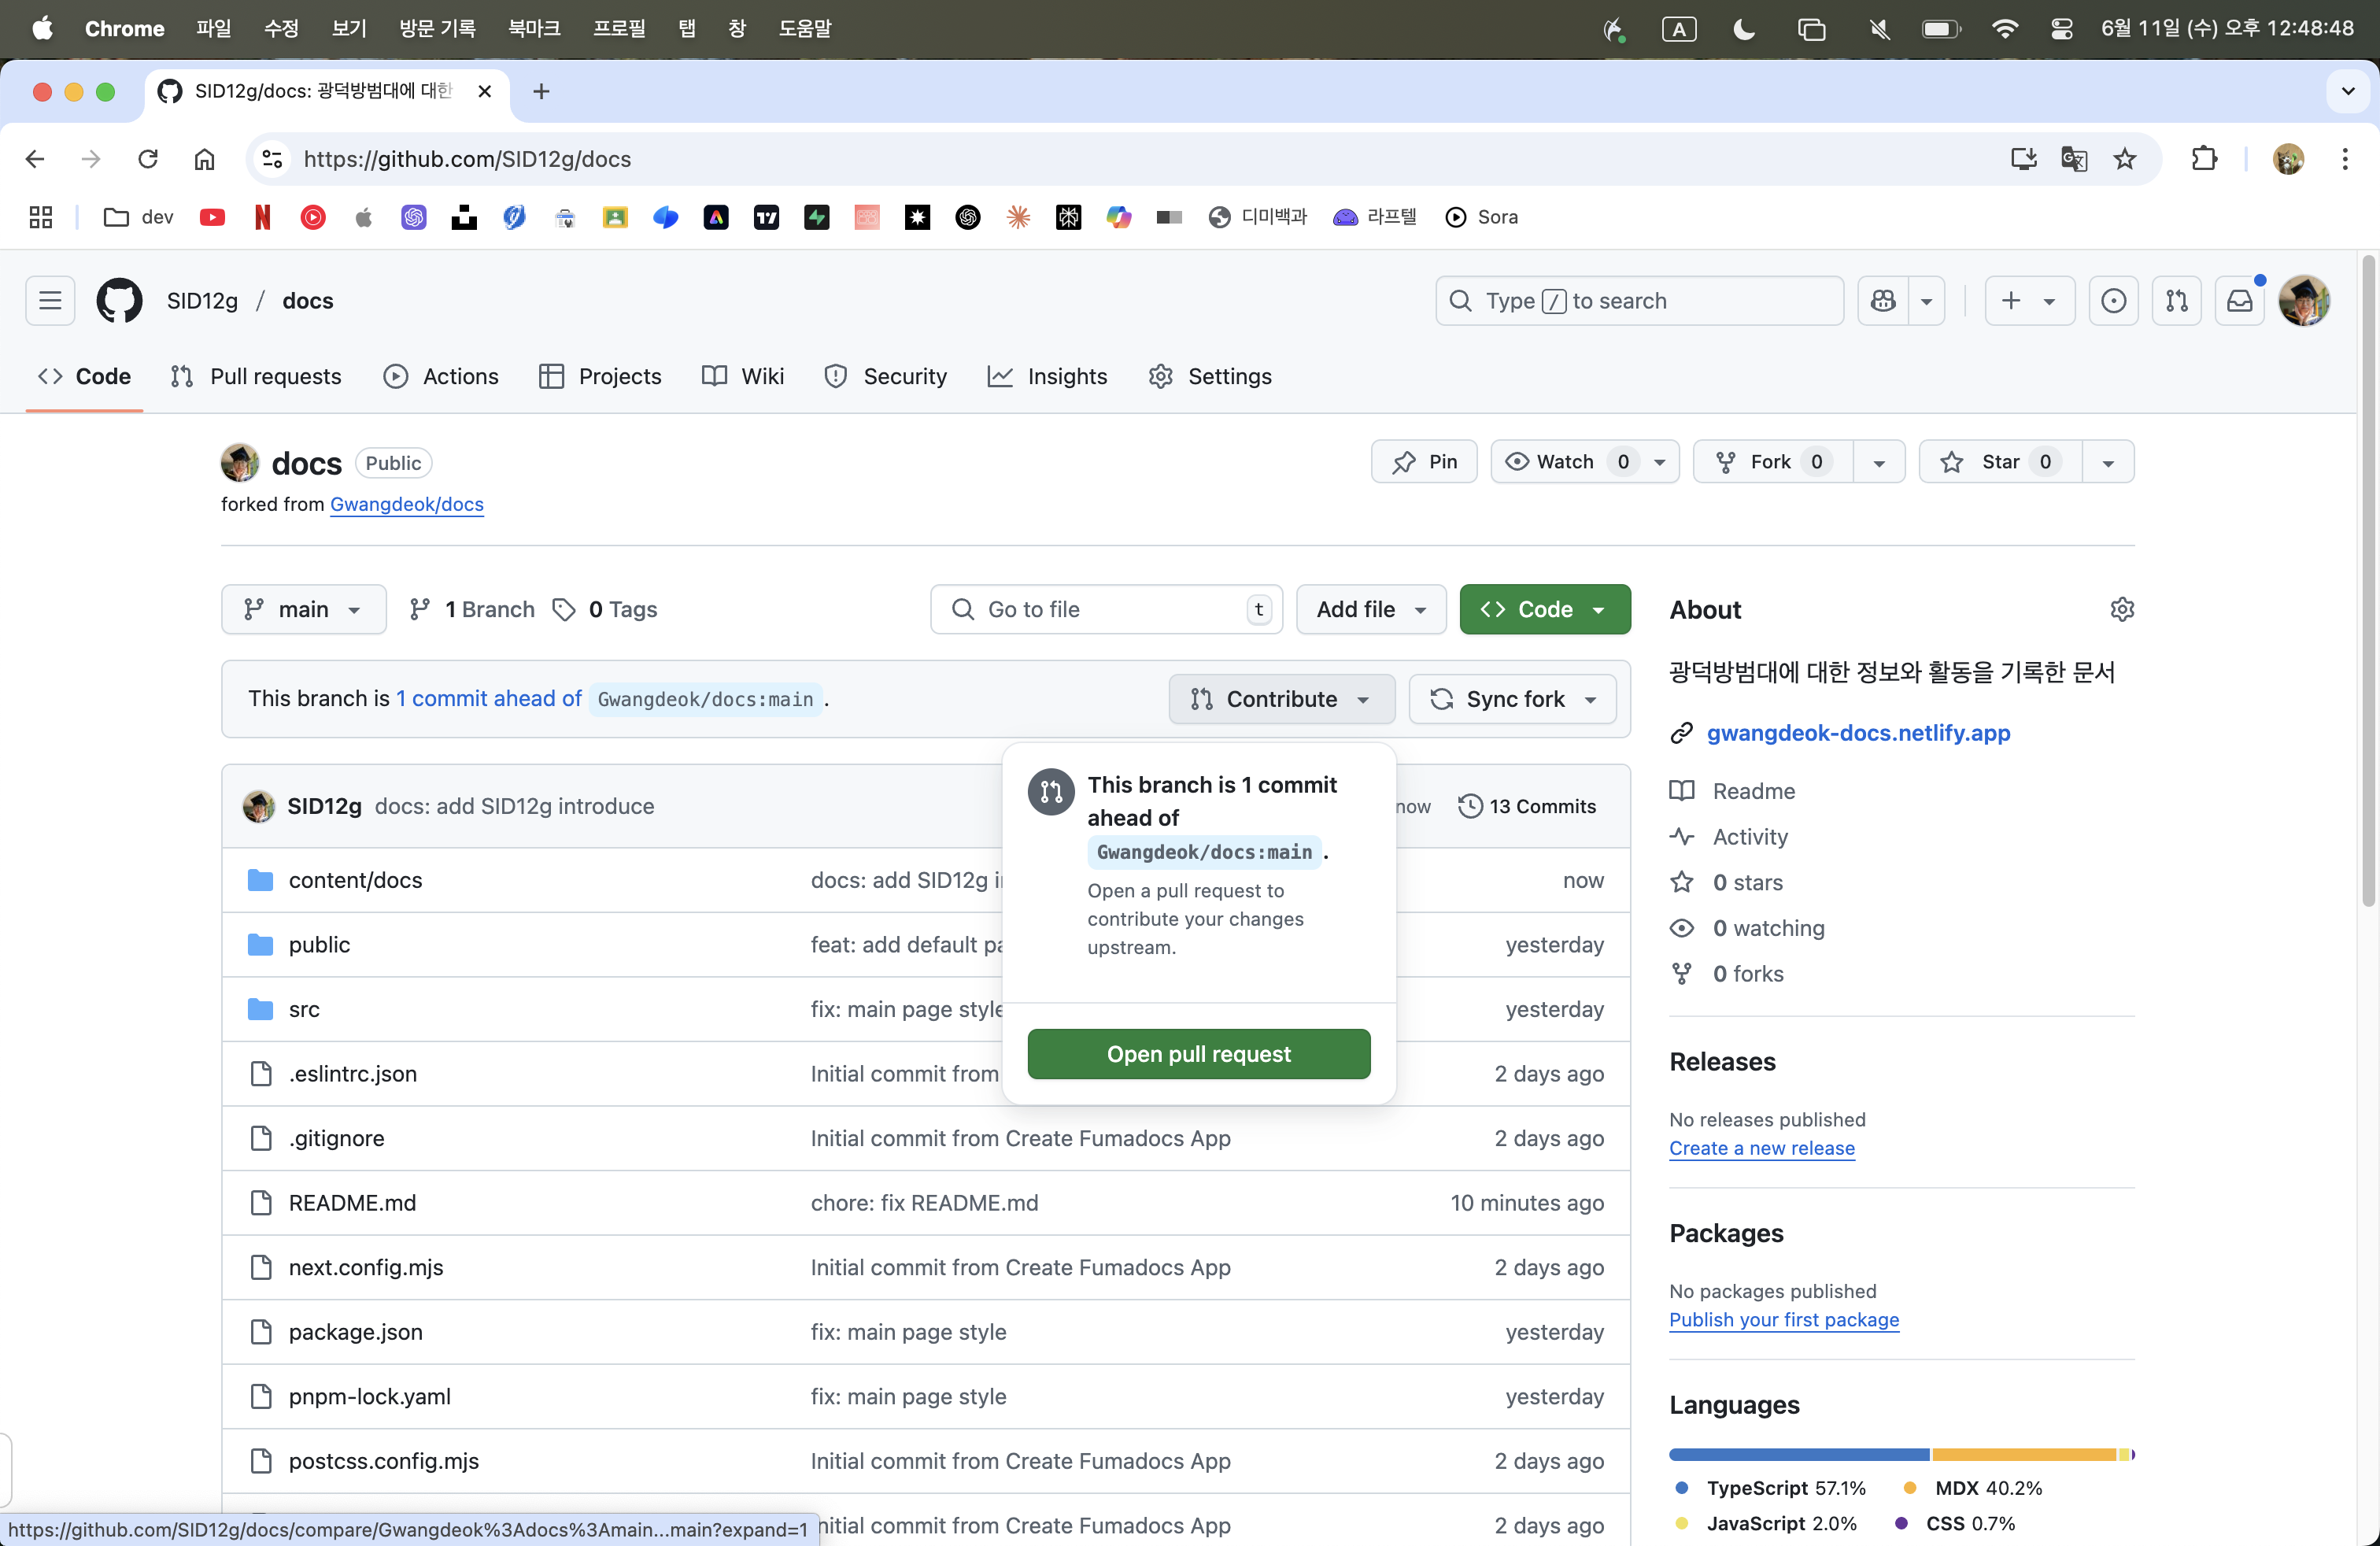 Chrome 파일 수정 보기 방문 기록 북마크 프로필 탭 창 도움말 A 6월 11일 (수) 오후 12:48:48
SID12g/docs: 광덕방범대에 대한
https://github.com/SID12g/docs
dev 디미백과 라프텔 Sora
SID12g / docs Type / to search
Code Pull requests Actions Projects Wiki Security Insights Settings
docs Public Pin Watch 0 Fork 0 Star 0
forked from Gwangdeok/docs
main 1 Branch 0 Tags Go to file t Add file Code
This branch is 1 commit ahead of Gwangdeok/docs:main . Contribute Sync fork
This branch is 1 commit
ahead of
Gwangdeok/docs:main .
Open a pull request to
contribute your changes
upstream.
Open pull request
SID12g docs: add SID12g introduce now 13 Commits
content/docs docs: add SID12g now
public feat: add default yesterday
src fix: main page style yesterday
.eslintrc.json Initial commit from 2 days ago
.gitignore Initial commit from Create Fumadocs App 2 days ago
README.md chore: fix README.md 10 minutes ago
next.config.mjs Initial commit from Create Fumadocs App 2 days ago
package.json fix: main page style yesterday
pnpm-lock.yaml fix: main page style yesterday
postcss.config.mjs Initial commit from Create Fumadocs App 2 days ago
commit from Create Fumadocs App 2 days ago
https://github.com/SID12g/docs/compare/Gwangdeok%3Adocs%3Amain...main?expand=1
About
광덕방범대에 대한 정보와 활동을 기록한 문서
gwangdeok-docs.netlify.app
Readme
Activity
0 stars
0 watching
0 forks
Releases
No releases published
Create a new release
Packages
No packages published
Publish your first package
Languages
TypeScript 57.1% MDX 40.2%
JavaScript 2.0% CSS 0.7%